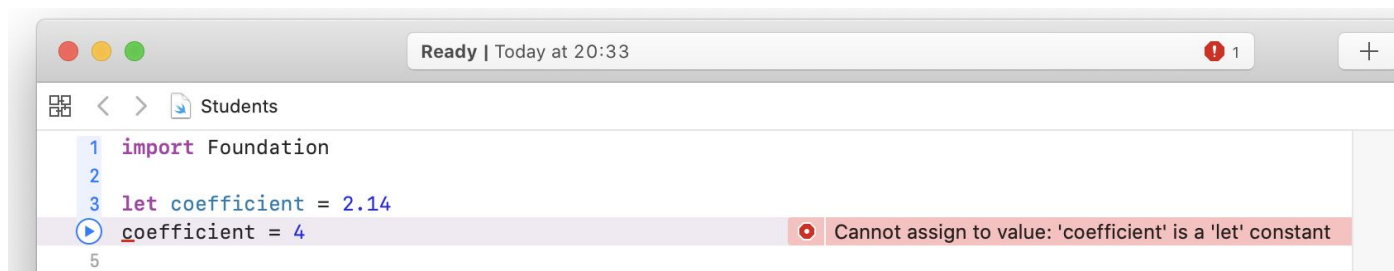 Ready | Today at 20:33 1
Students
1 import Foundation
2
3 let coefficient = 2.14
coefficient = 4 Cannot assign to value: 'coefficient' is a 'let' constant
5